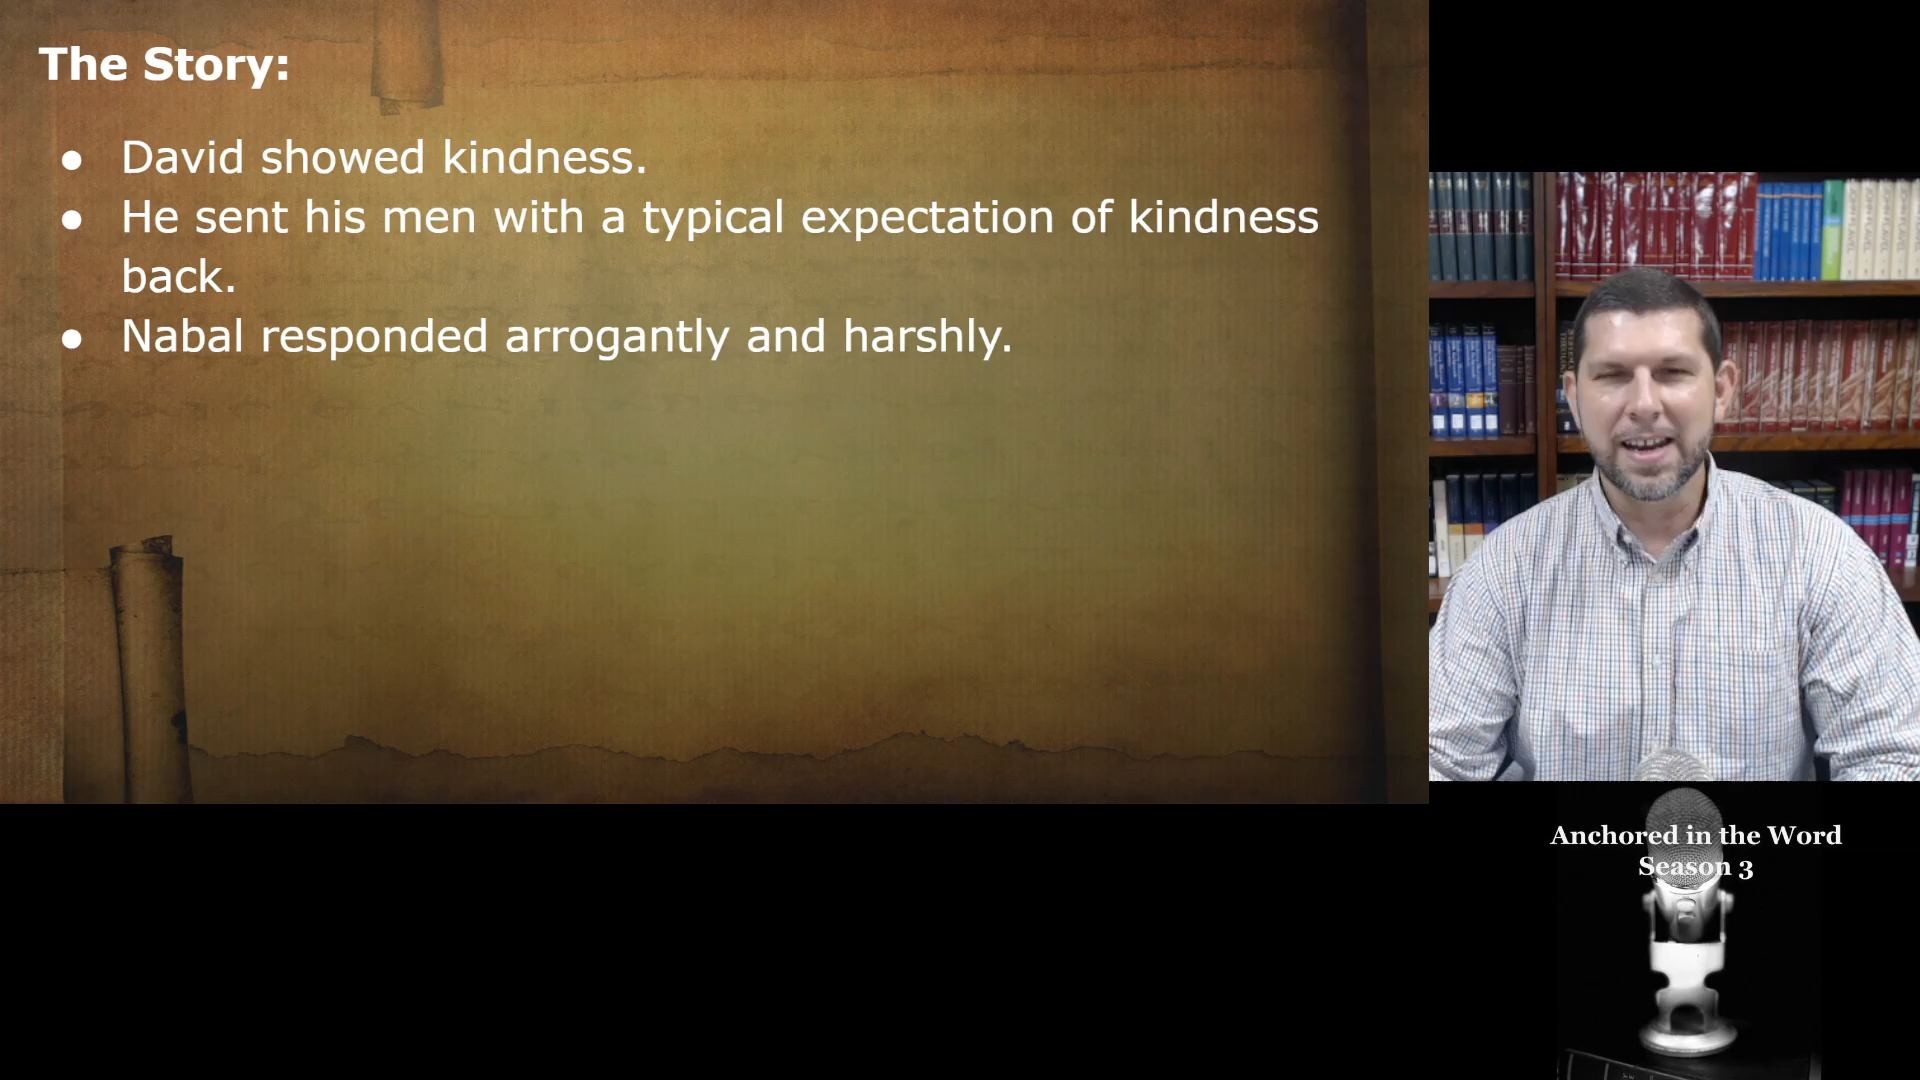 The Story:
● David showed kindness.
● He sent his men with a typical expectation of kindness
back.
● Nabal responded arrogantly and harshly.
Anchored in the Word
Season 3